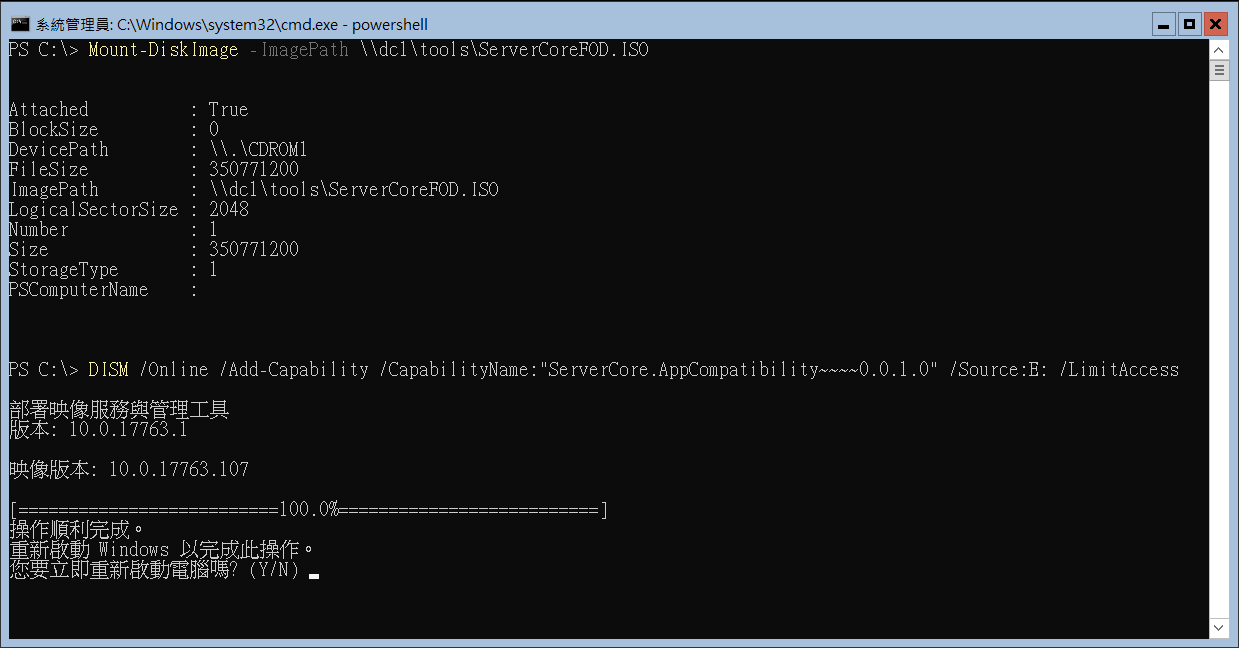 系統管理員: C:\Windows\system32\cmd.exe - powershell
PS C:\> Mount-DiskImage -ImagePath \\dc1\tools\ServerCoreFOD.ISO
Attached : True
BlockSize : 0
DevicePath : \\.\CDROM1
FileSize : 350771200
ImagePath : \\dc1\tools\ServerCoreFOD.ISO
LogicalSectorSize : 2048
Number : 1
Size : 350771200
StorageType : 1
PSComputerName :
PS C:\> DISM /Online /Add-Capability /CapabilityName:"ServerCore.AppCompatibility~~~~0.0.1.0" /Source:E: /LimitAccess
部署映像服務與管理工具
版本: 10.0.17763.1
映像版本: 10.0.17763.107
[==========================100.0%==========================]
操作順利完成。
重新啟動 Windows 以完成此操作。
您要立即重新啟動電腦嗎? (Y/N)